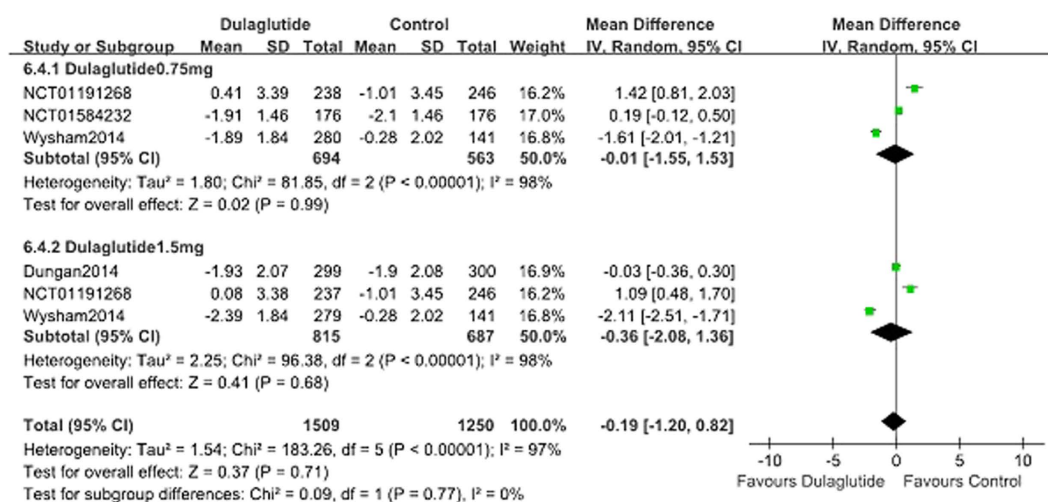 Dulaglutide Control Mean Difference Mean Difference
Study or Subgroup Mean SD Total Mean SD Total Weight IV, Random, 95% CI IV, Random, 95% CI
6.4.1 Dulaglutide0.75mg
NCT01191268 0.41 3.39 238 -1.01 3.45 246 16.2% 1.42 [0.81, 2.03]
NCT01584232 -1.91 1.46 176 -2.1 1.46 176 17.0% 0.19 [-0.12, 0.50]
Wysham2014 -1.89 1.84 280 -0.28 2.02 141 16.8% -1.61 [-2.01, -1.21]
Subtotal (95% CI) 694 563 50.0% -0.01 [-1.55, 1.53]
Heterogeneity: Tau² = 1.80; Chi² = 81.85, df = 2 (P < 0.00001); I² = 98%
Test for overall effect: Z = 0.02 (P = 0.99)
6.4.2 Dulaglutide1.5mg
Dungan2014 -1.93 2.07 299 -1.9 2.08 300 16.9% -0.03 [-0.36, 0.30]
NCT01191268 0.08 3.38 237 -1.01 3.45 246 16.2% 1.09 [0.48, 1.70]
Wysham2014 -2.39 1.84 279 -0.28 2.02 141 16.8% -2.11 [-2.51, -1.71]
Subtotal (95% CI) 815 687 50.0% -0.36 [-2.08, 1.36]
Heterogeneity: Tau² = 2.25; Chi² = 96.38, df = 2 (P < 0.00001); I² = 98%
Test for overall effect: Z = 0.41 (P = 0.68)
Total (95% CI) 1509 1250 100.0% -0.19 [-1.20, 0.82]
Heterogeneity: Tau² = 1.54; Chi² = 183.26, df = 5 (P < 0.00001); I² = 97%
Test for overall effect: Z = 0.37 (P = 0.71)
Test for subgroup differences: Chi² = 0.09, df = 1 (P = 0.77), I² = 0%
-10 -5 0 5 10
Favours Dulaglutide Favours Control